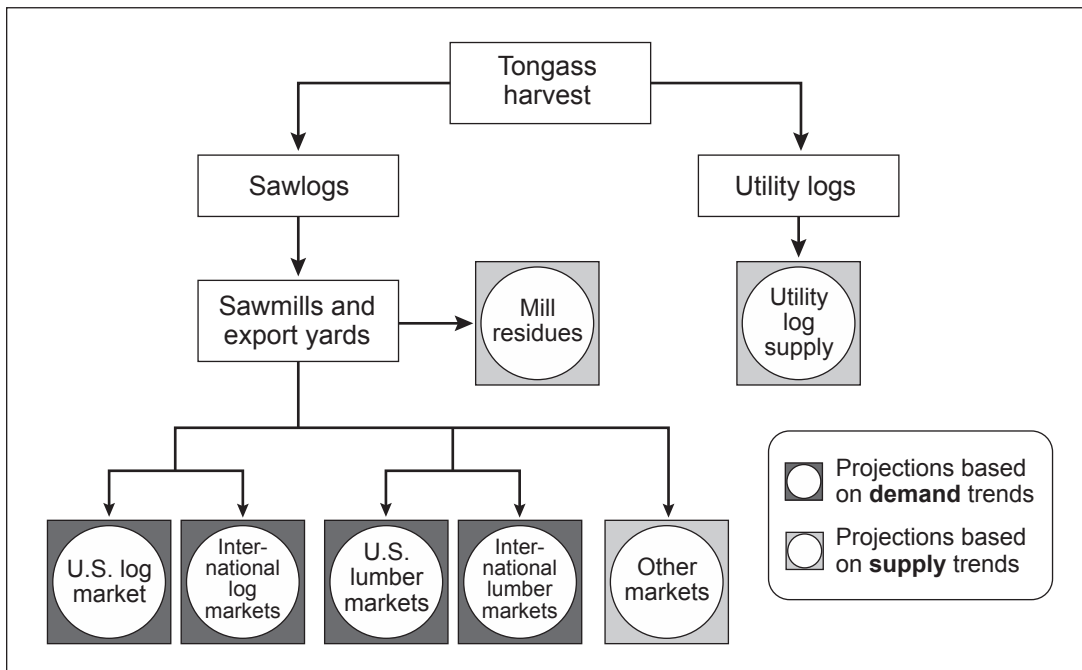 Tongass
harvest
Sawlogs
Utility logs
Sawmills and
export yards
Mill
residues
Utility
log
supply
U.S. log
market
Inter-
national
log
markets
U.S.
lumber
markets
Inter-
national
lumber
markets
Other
markets
Projections based
on demand trends
Projections based
on supply trends